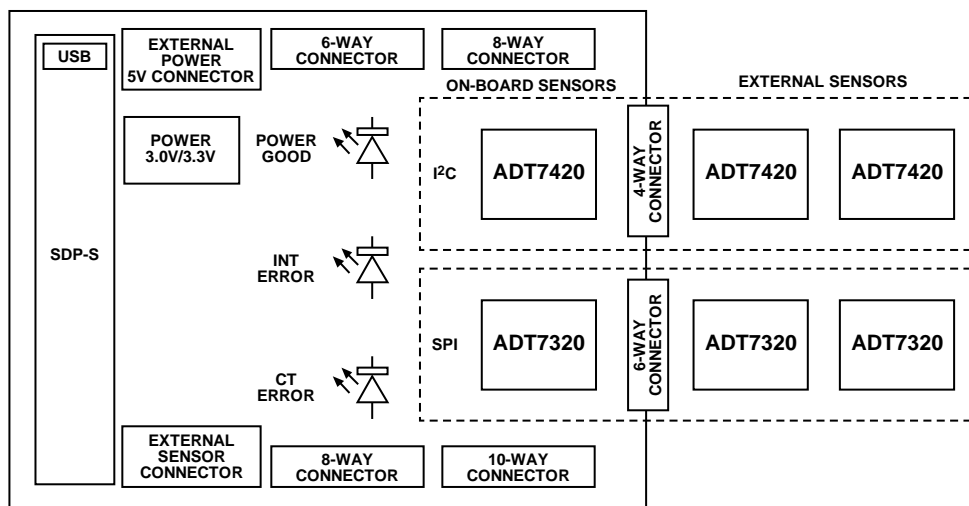 USB
EXTERNAL
POWER
5V CONNECTOR
6-WAY
CONNECTOR
8-WAY
CONNECTOR
ON-BOARD SENSORS
EXTERNAL SENSORS
POWER
3.0V/3.3V
POWER
GOOD
I²C
ADT7420
4-WAY
CONNECTOR
ADT7420
ADT7420
SDP-S
INT
ERROR
SPI
ADT7320
6-WAY
CONNECTOR
ADT7320
ADT7320
CT
ERROR
EXTERNAL
SENSOR
CONNECTOR
8-WAY
CONNECTOR
10-WAY
CONNECTOR